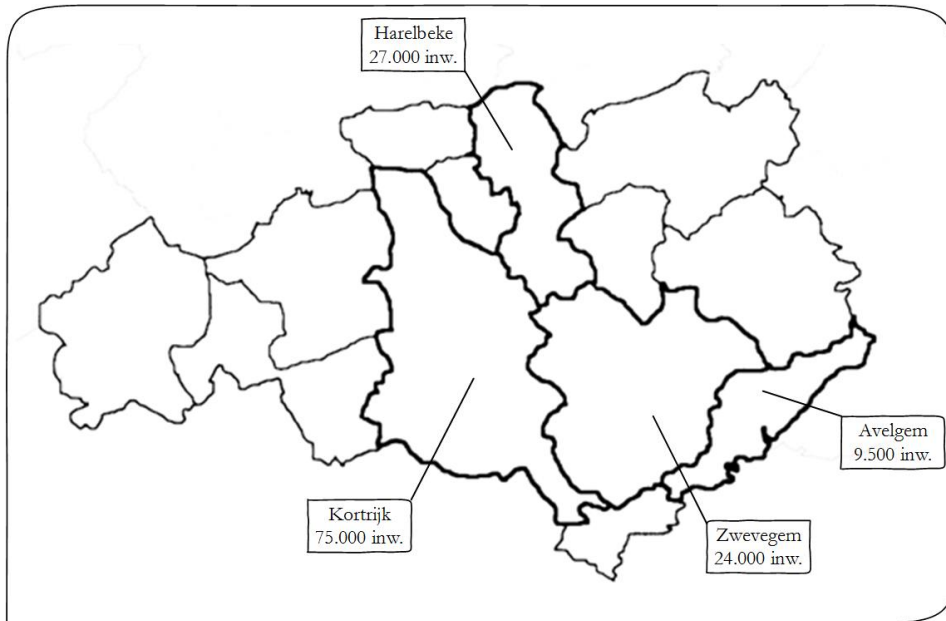 Harelbeke
27.000 inw.
Avelgem
9.500 inw.
Kortrijk
75.000 inw.
Zwevegem
24.000 inw.